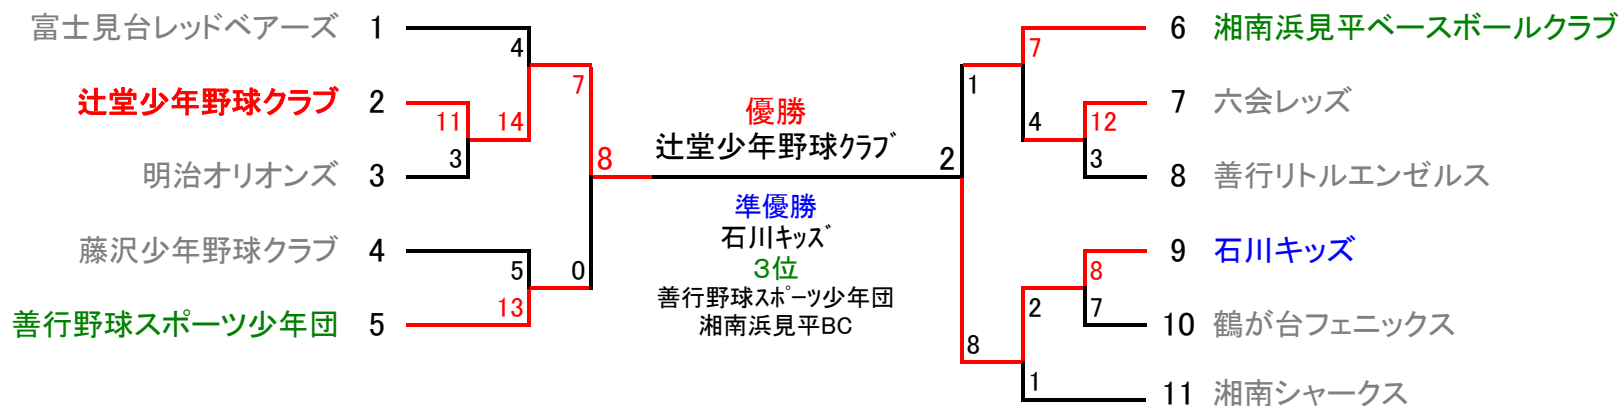 富士見台レッドベアーズ 1
4
辻堂少年野球クラブ 2
11
14
7
明治オリオンズ 3
3
8
藤沢少年野球クラブ 4
5
0
善行野球スポーツ少年団 5
13
優勝
辻堂少年野球ｸﾗﾌﾞ
2
準優勝
石川ｷｯｽﾞ
３位
善行野球ｽﾎﾟｰﾂ少年団
湘南浜見平BC
6 湘南浜見平ベースボールクラブ
7
1
7 六会レッズ
12
4
8 善行リトルエンゼルス
3
9 石川キッズ
8
2
10 鶴が台フェニックス
7
8
11 湘南シャークス
1